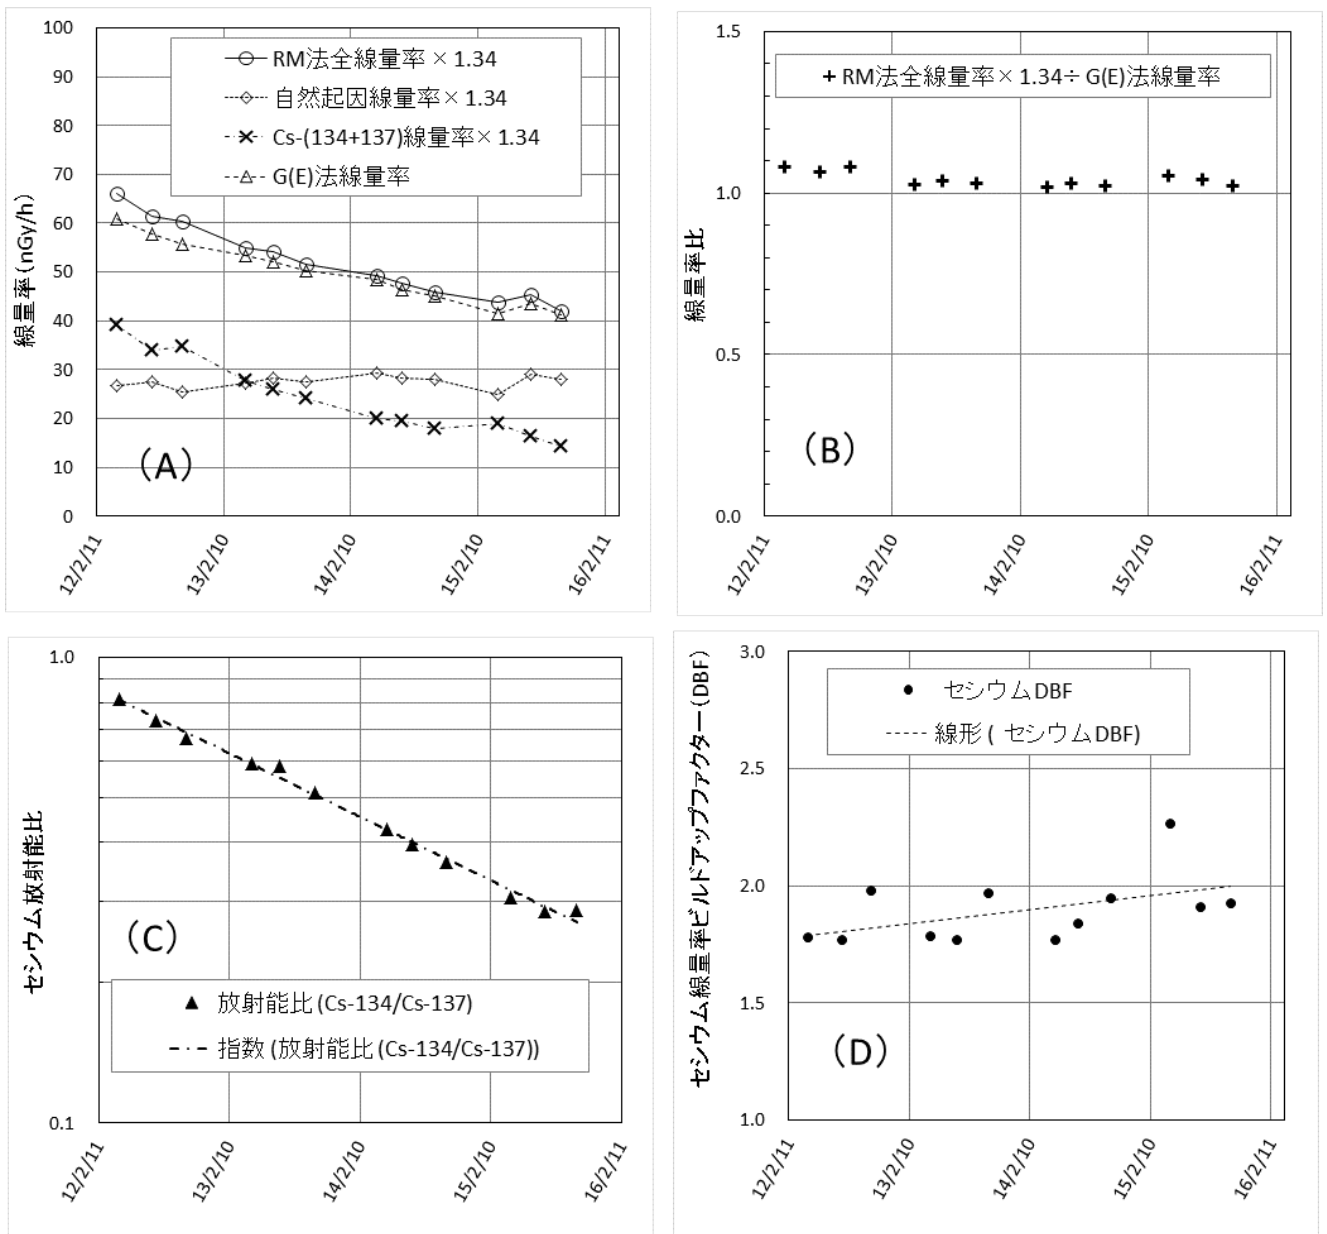 線量率(nGy/h)
100
90
80
70
60
50
40
30
20
10
0
RM法全線量率×1.34
自然起因線量率×1.34
Cs-(134+137)線量率×1.34
G(E)法線量率
(A)
12/2/11
13/2/10
14/2/10
15/2/10
16/2/11
線量率比
1.5
1.0
0.5
0.0
RM法全線量率×1.34÷G(E)法線量率
(B)
12/2/11
13/2/10
14/2/10
15/2/10
16/2/11
セシウム放射能比
1.0
0.1
(C)
放射能比(Cs-134/Cs-137)
指数(放射能比(Cs-134/Cs-137))
12/2/11
13/2/10
14/2/10
15/2/10
16/2/11
セシウム線量率ビルドアップファクター(DBF)
3.0
2.5
2.0
1.5
1.0
セシウムDBF
線形( セシウムDBF)
(D)
12/2/11
13/2/10
14/2/10
15/2/10
16/2/11